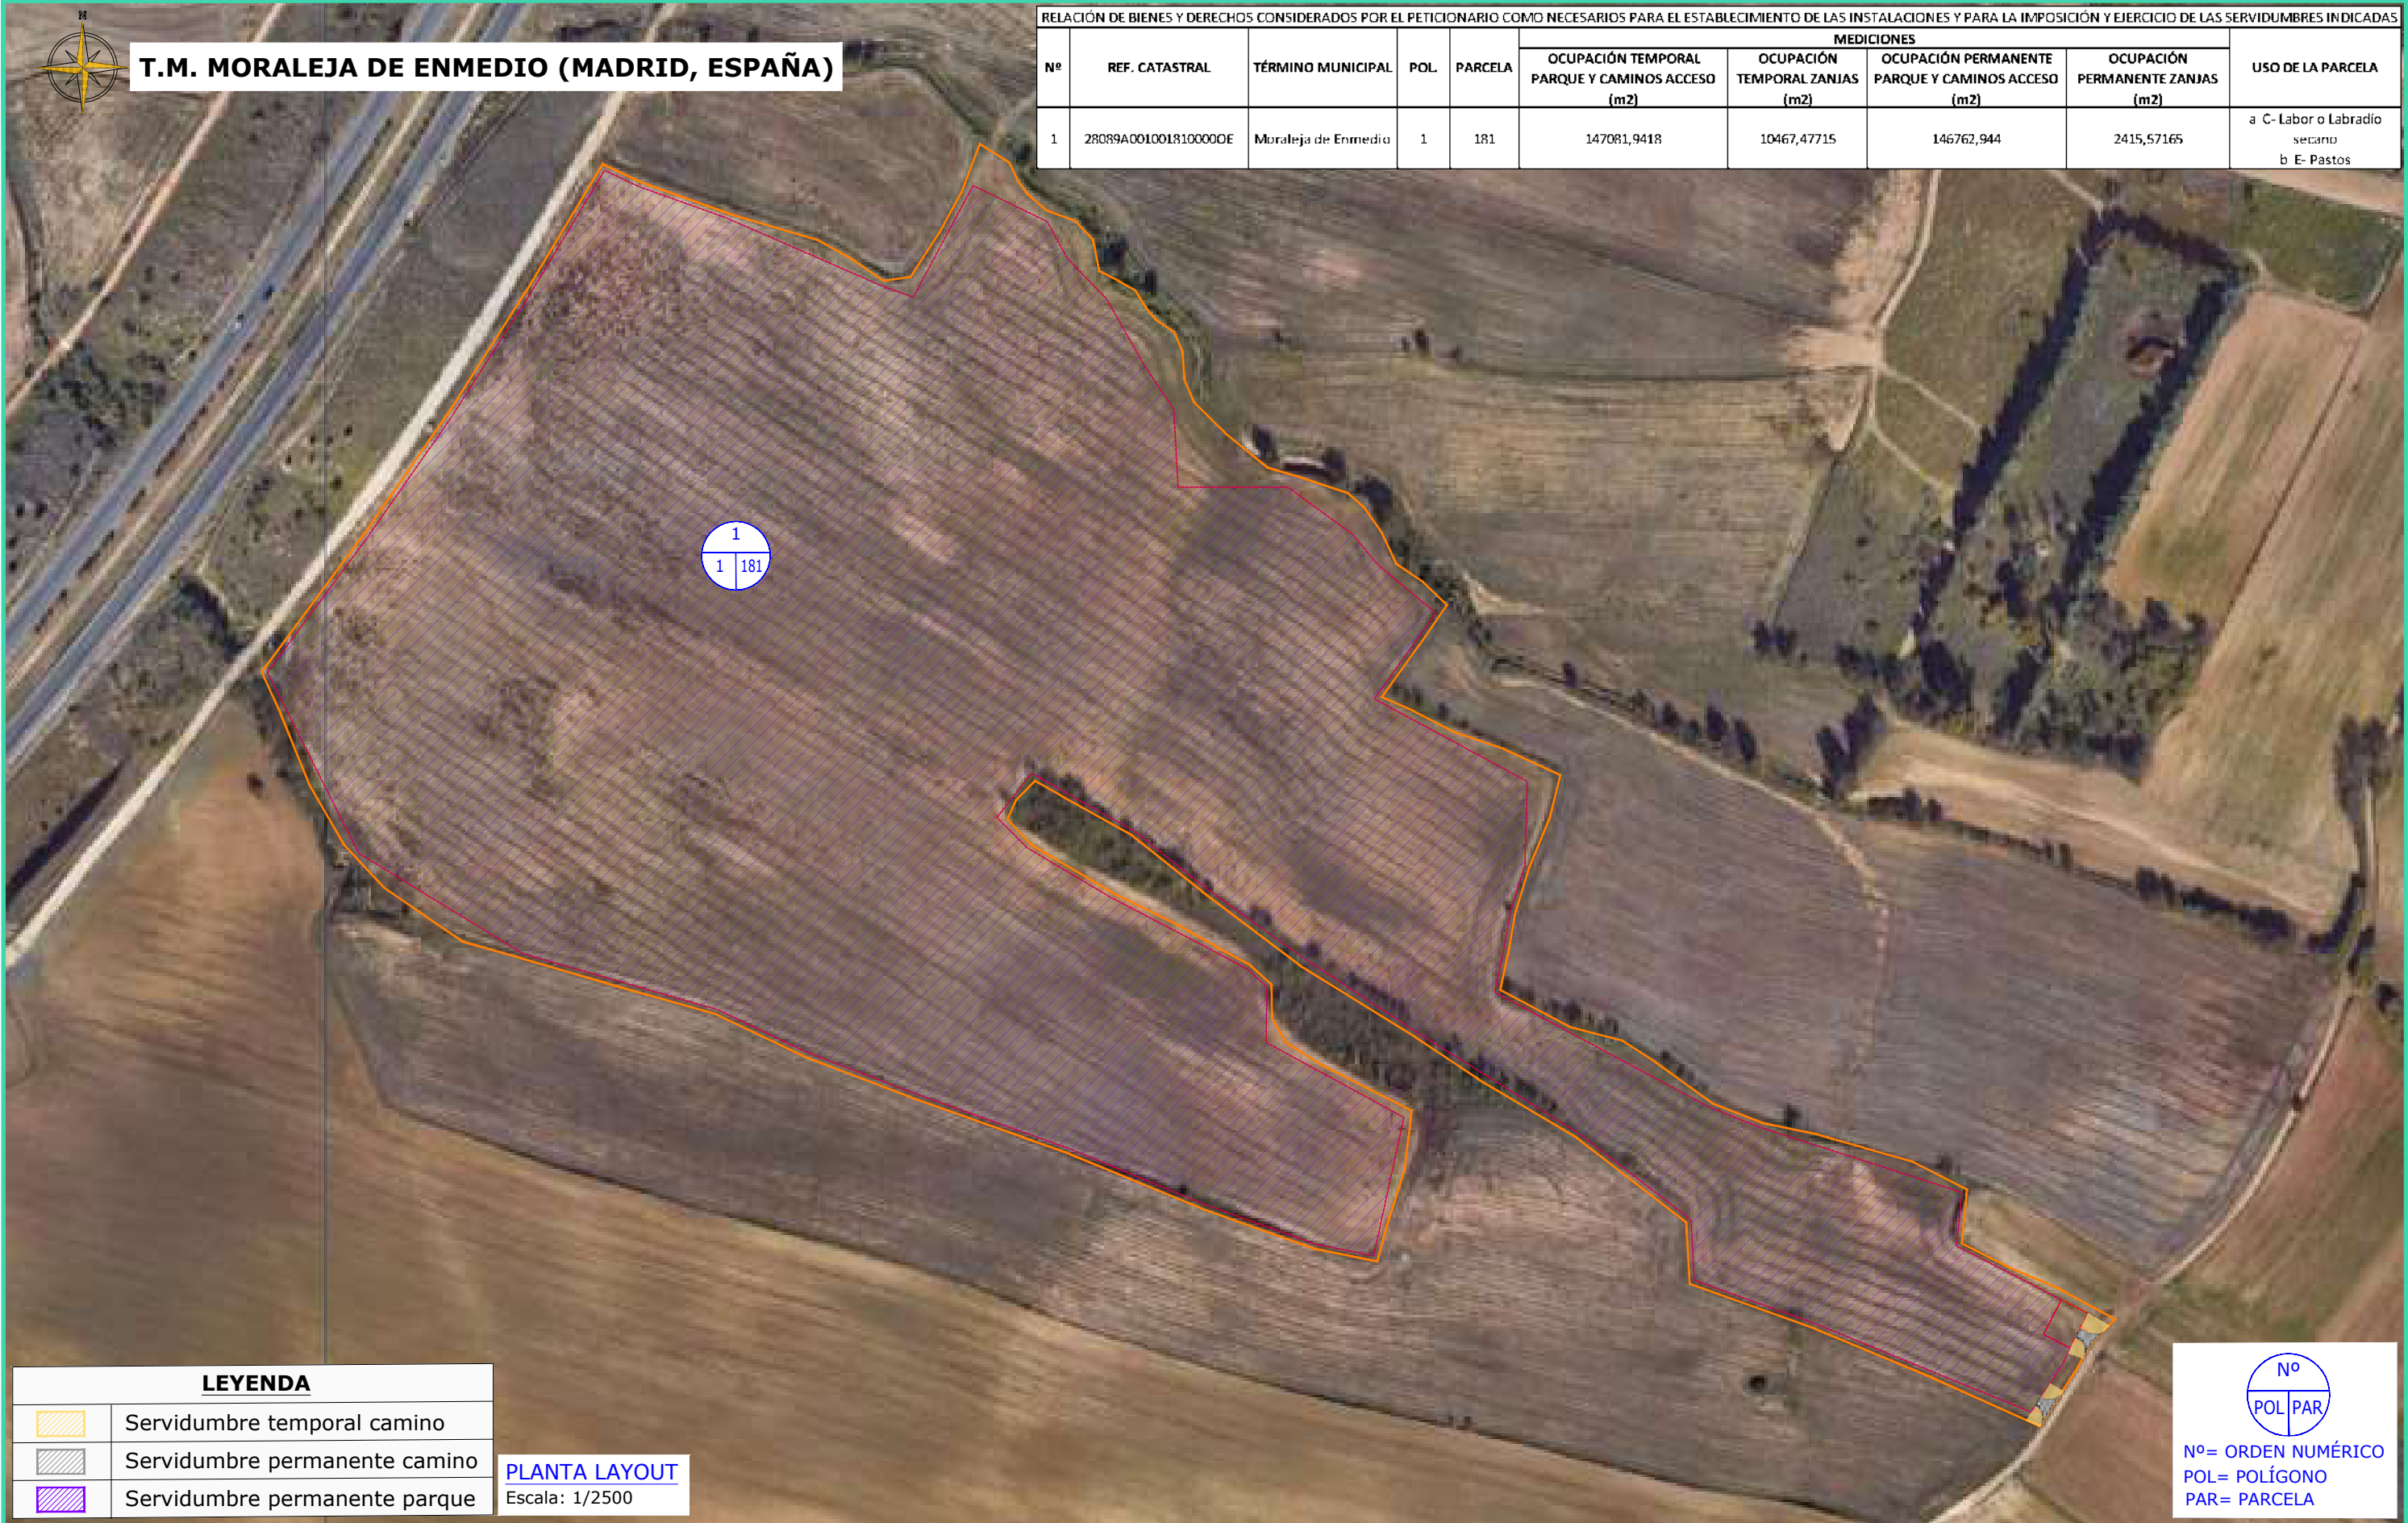 N
T.M. MORALEJA DE ENMEDIO (MADRID, ESPAÑA)
RELACIÓN DE BIENES Y DERECHOS CONSIDERADOS POR EL PETICIONARIO COMO NECESARIOS PARA EL ESTABLECIMIENTO DE LAS INSTALACIONES Y PARA LA IMPOSICIÓN Y EJERCICIO DE LAS SERVIDUMBRES INDICADAS
MEDICIONES
Nº REF. CATASTRAL TÉRMINO MUNICIPAL POL. PARCELA
OCUPACIÓN TEMPORAL
PARQUE Y CAMINOS ACCESO
(m2)
OCUPACIÓN
TEMPORAL ZANJAS
(m2)
OCUPACIÓN PERMANENTE
PARQUE Y CAMINOS ACCESO
(m2)
OCUPACIÓN
PERMANENTE ZANJAS
(m2)
USO DE LA PARCELA
1 28089A001001810000OE Moraleja de Enmedio 1 181 147081,9418 10467,47715 146762,944 2415,57165
a C- Labor o Labradío
secano
b E- Pastos
1
1 181
LEYENDA
Servidumbre temporal camino
Servidumbre permanente camino
Servidumbre permanente parque
PLANTA LAYOUT
Escala: 1/2500
Nº
POL PAR
Nº= ORDEN NUMÉRICO
POL= POLÍGONO
PAR= PARCELA